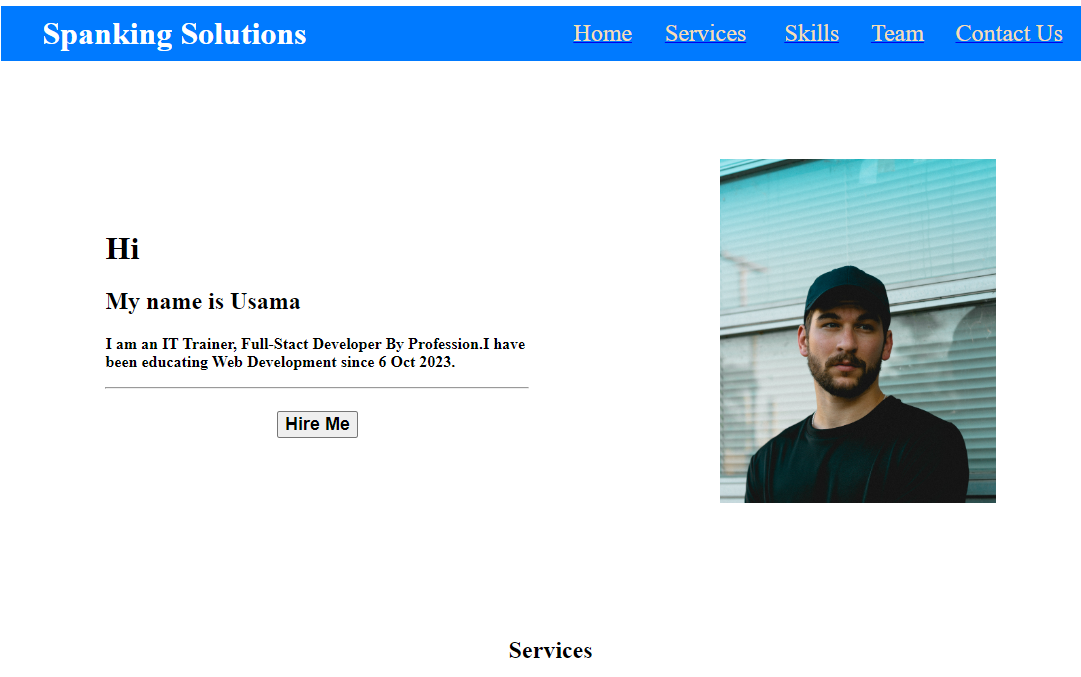 Spanking Solutions
Home Services Skills Team Contact Us
Hi
My name is Usama
I am an IT Trainer, Full-Stact Developer By Profession.I have
been educating Web Development since 6 Oct 2023.
Hire Me
Services